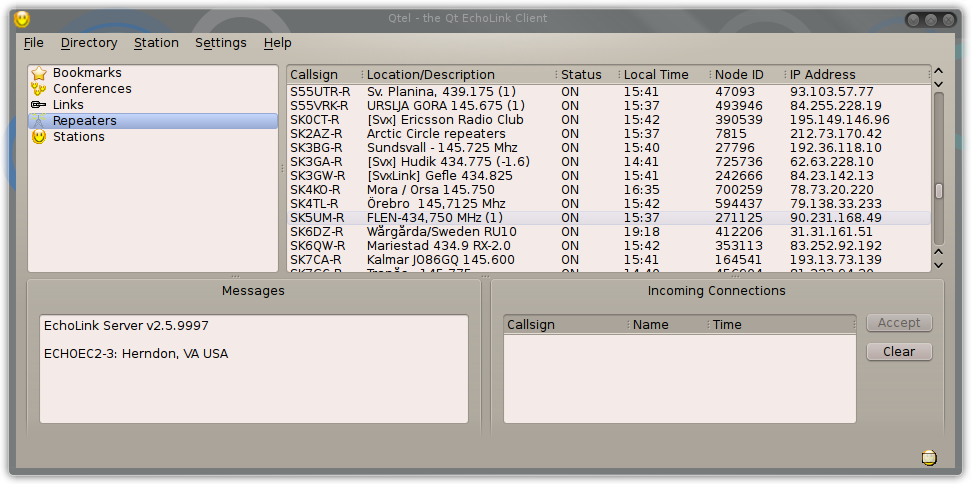 Qtel - the Qt EchoLink Client
File Directory Station Settings Help
Bookmarks
Conferences
Links
Repeaters
Stations
Callsign Location/Description Status Local Time Node ID IP Address
S55UTR-R Sv. Planina, 439.175 (1) ON 15:41 47093 93.103.57.77
S55VRK-R URSLJA GORA 145.675 (1) ON 15:37 493946 84.255.228.19
SK0CT-R [Svx] Ericsson Radio Club ON 15:42 390539 195.149.146.96
SK2AZ-R Arctic Circle repeaters ON 15:37 7815 212.73.170.42
SK3BG-R Sundsvall - 145.725 Mhz ON 15:40 27796 192.36.118.10
SK3GA-R [Svx] Hudik 434.775 (-1.6) ON 14:41 725736 62.63.228.10
SK3GW-R [SvxLink] Gefle 434.825 ON 15:41 242666 84.23.142.13
SK4KO-R Mora / Orsa 145.750 ON 16:35 700259 78.73.20.220
SK4TL-R Örebro 145,7125 Mhz ON 15:42 594437 79.138.33.233
SK5UM-R FLEN-434,750 MHz (1) ON 15:37 271125 90.231.168.49
SK6DZ-R Wårgårda/Sweden RU10 ON 19:18 412206 31.31.161.51
SK6QW-R Mariestad 434.9 RX-2.0 ON 15:42 353113 83.252.92.192
SK7CA-R Kalmar JO86GQ 145.600 ON 15:41 164541 193.13.73.139
Messages
EchoLink Server v2.5.9997
ECHOEC2-3: Herndon, VA USA
Incoming Connections
Callsign Name Time
Accept
Clear